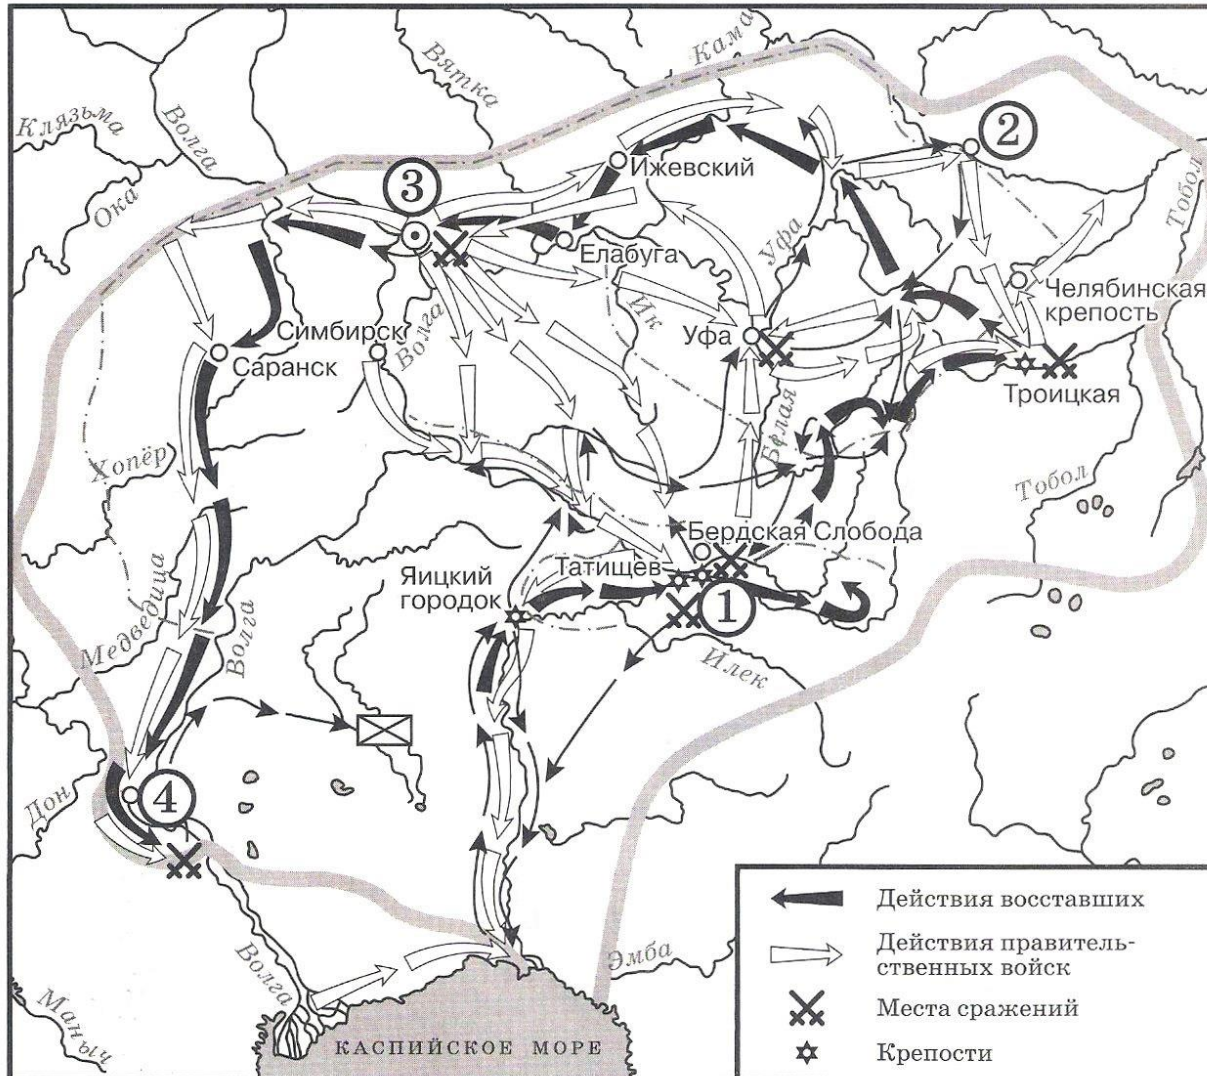 Кама
Вятка
Волга
Клязьма
Ока
2
Тобол
3
Ижевский
Елабуга
Уфа
Ик
Челябинская
крепость
Симбирск
Волга
Уфа
Саранск
Троицкая
Белая
Хопёр
Тобол
Бердская Слобода
Татищев
Яицкий
городок
1
Медведица
Волга
Илек
4
Дон
Волга
Эмба
Маныч
КАСПИЙСКОЕ МОРЕ
Действия восставших
Действия правитель-
ственных войск
Места сражений
Крепости